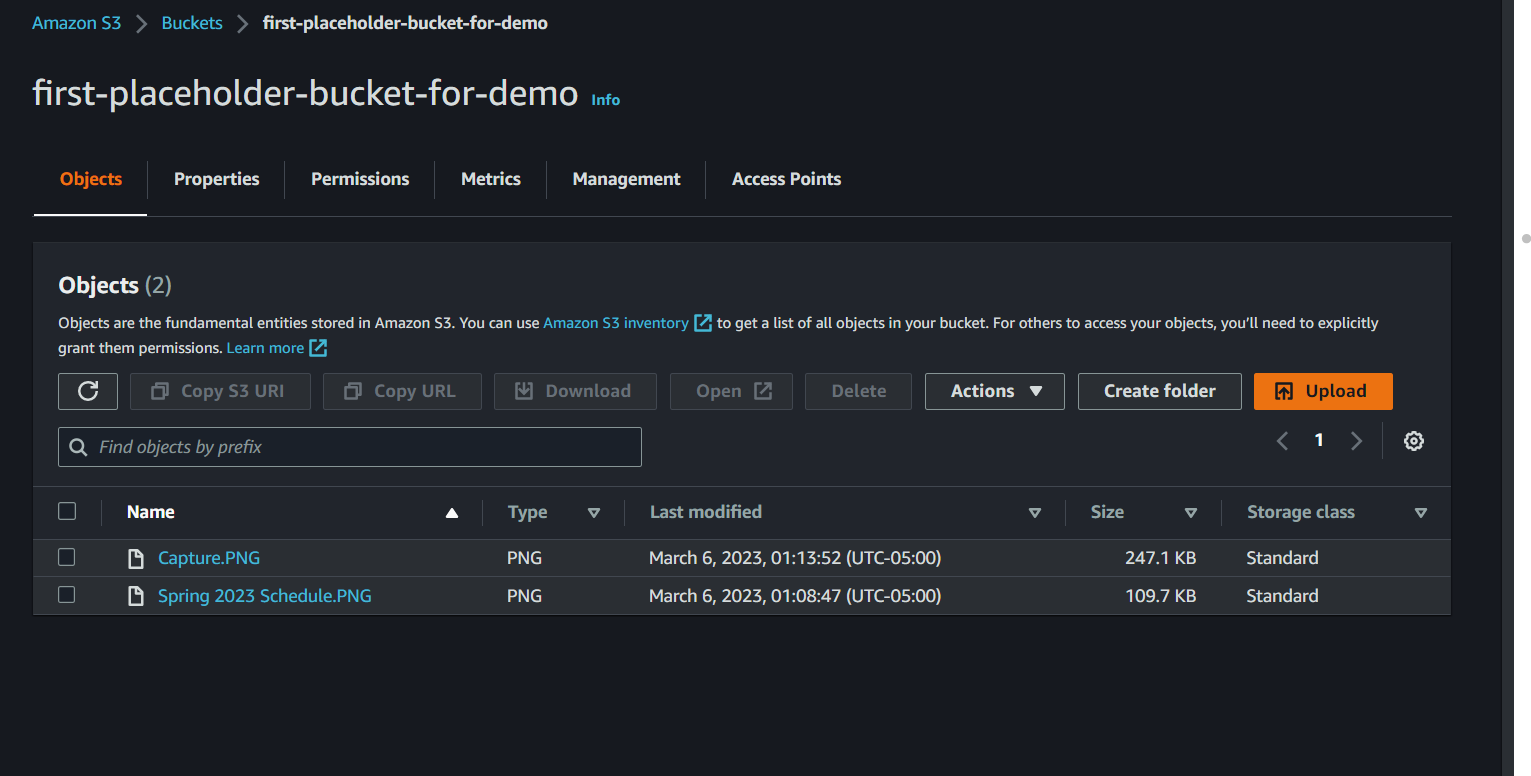 Amazon S3 Buckets first-placeholder-bucket-for-demo
first-placeholder-bucket-for-demo Info
Objects Properties Permissions Metrics Management Access Points
Objects (2)
Objects are the fundamental entities stored in Amazon S3. You can use Amazon S3 inventory to get a list of all objects in your bucket. For others to access your objects, you’ll need to explicitly
grant them permissions. Learn more
Copy S3 URI Copy URL Download Open Delete Actions Create folder Upload
Find objects by prefix 1
Name Type Last modified Size Storage class
Capture.PNG PNG March 6, 2023, 01:13:52 (UTC-05:00) 247.1 KB Standard
Spring 2023 Schedule.PNG PNG March 6, 2023, 01:08:47 (UTC-05:00) 109.7 KB Standard